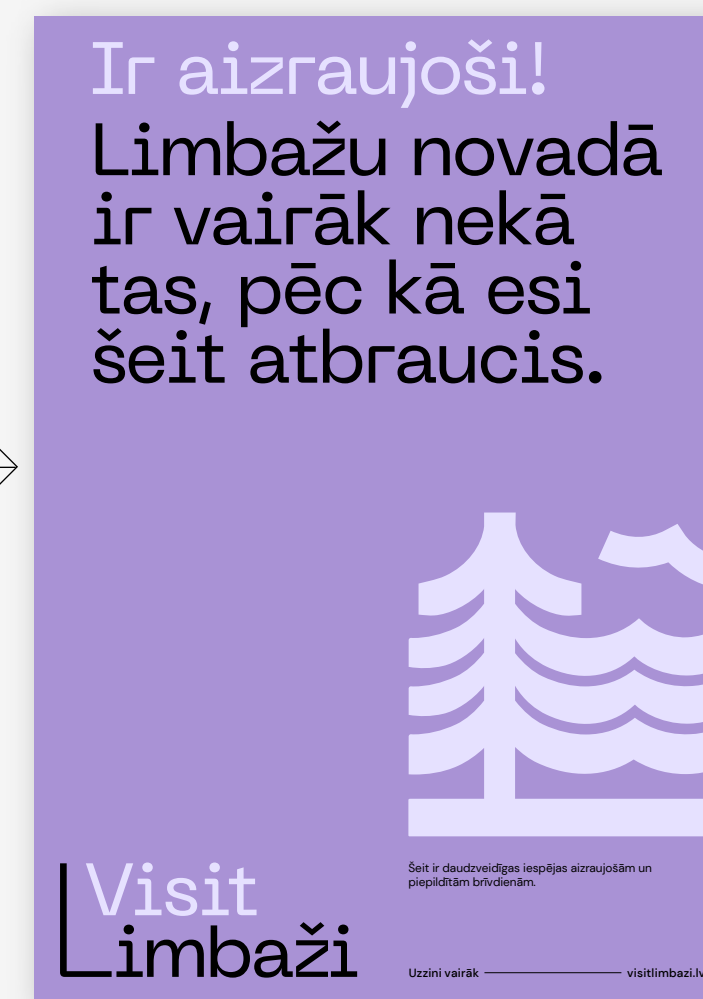 Ir aizraujoši!
Limbažu novadā
ir vairāk nekā
tas, pēc kā esi
šeit atbraucis.
Visit
Limbaži
Šeit ir daudzveidīgas iespējas aizraujošām un
piepildītām brīvdienām.
Uzzini vairāk visitlimbazi.lv